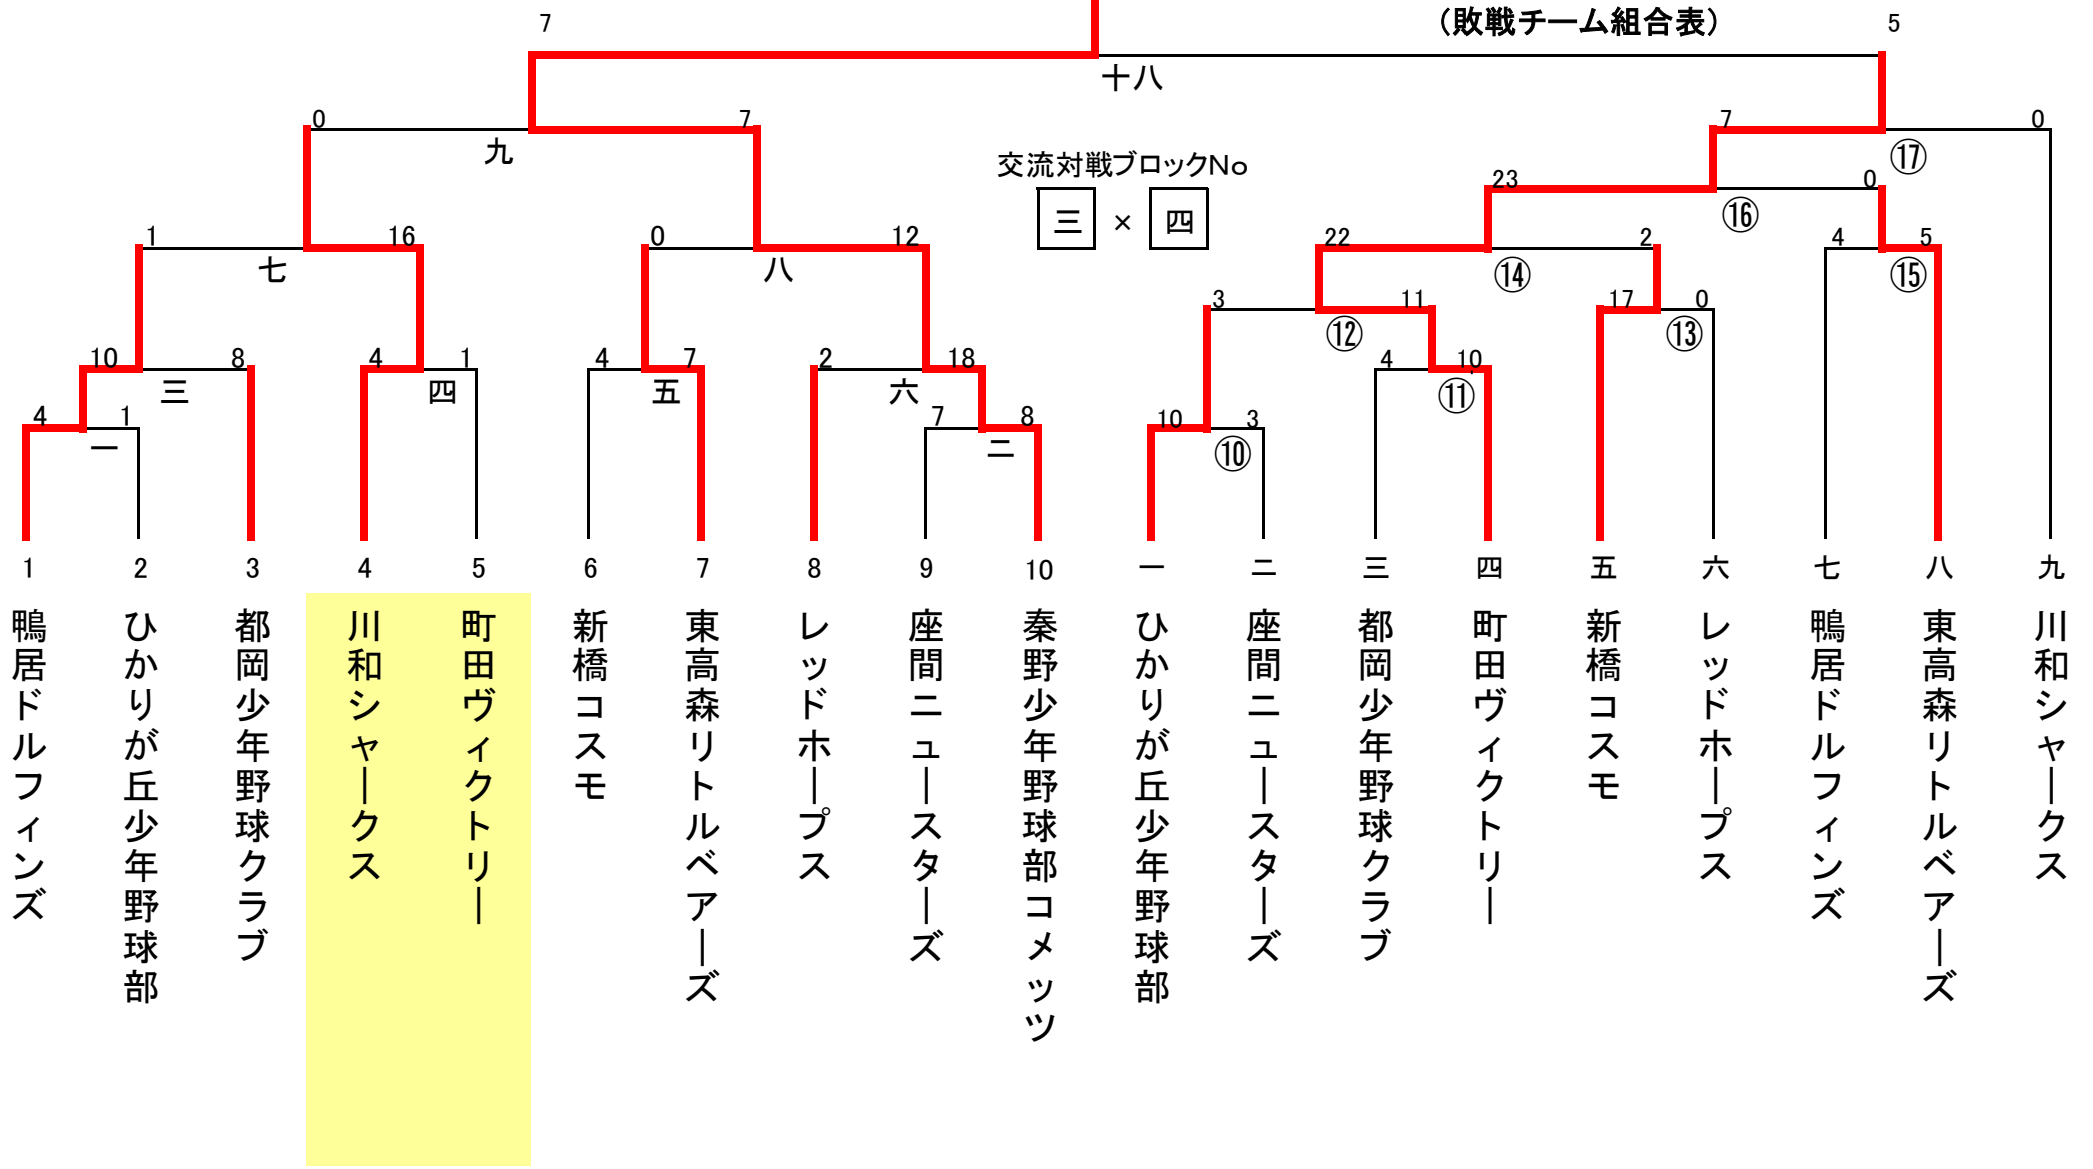 7
(敗戦チーム組合表)
5
十八
0
7
7
0
九
交流対戦ブロックNo
⑰
23
0
三 × 四
⑯
1
16
0
12
22
2
4
5
七
八
⑭
⑮
3
11
17
0
⑫
⑬
10
8
4
1
4
7
2
18
4
10
三
四
五
六
⑪
4
1
7
8
10
3
一
二
⑩
1
2
3
4
5
6
7
8
9
10
一
二
三
四
五
六
七
八
九
鴨居ドルフィンズ
ひかりが丘少年野球部
都岡少年野球クラブ
川和シャークス
町田ヴィクトリー
新橋コスモ
東高森リトルベアーズ
レッドホープス
座間ニュースターズ
秦野少年野球部コメッツ
ひかりが丘少年野球部
座間ニュースターズ
都岡少年野球クラブ
町田ヴィクトリー
新橋コスモ
レッドホープス
鴨居ドルフィンズ
東高森リトルベアーズ
川和シャークス